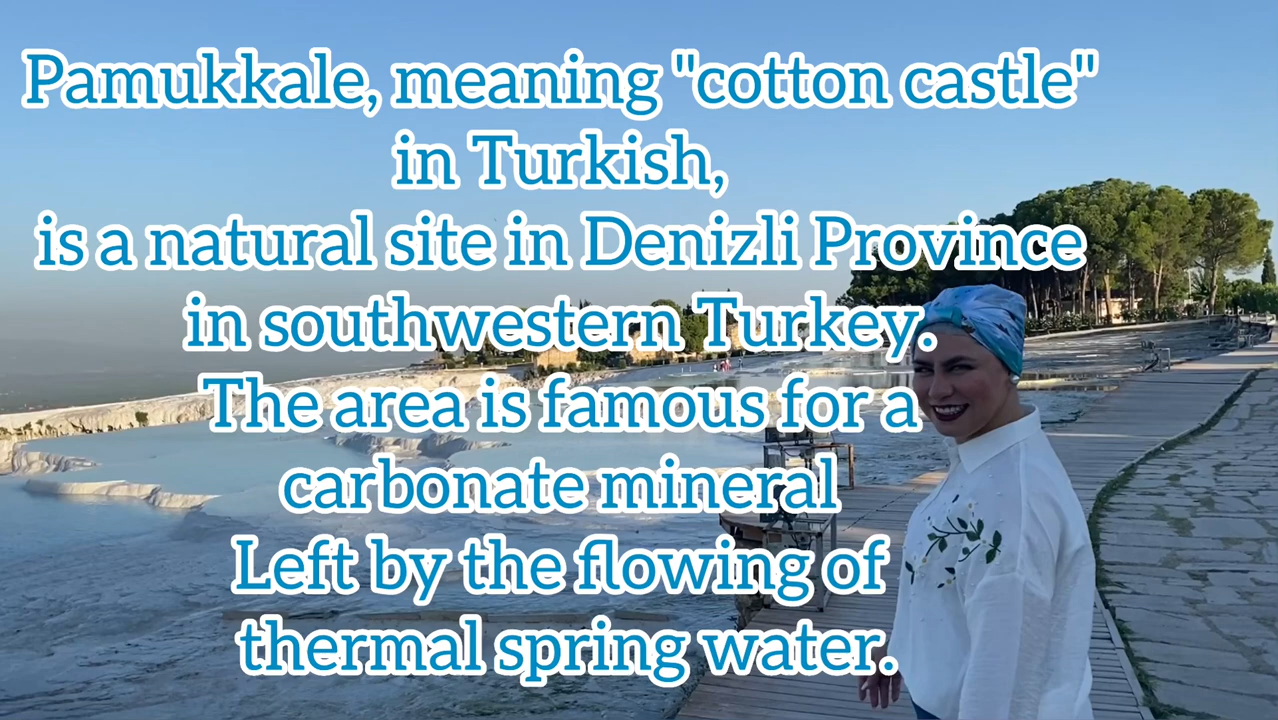 Pamukkale, meaning "cotton castle"
in Turkish,
is a natural site in Denizli Province
in southwestern Turkey.
The area is famous for a
carbonate mineral
Left by the flowing of
thermal spring water.